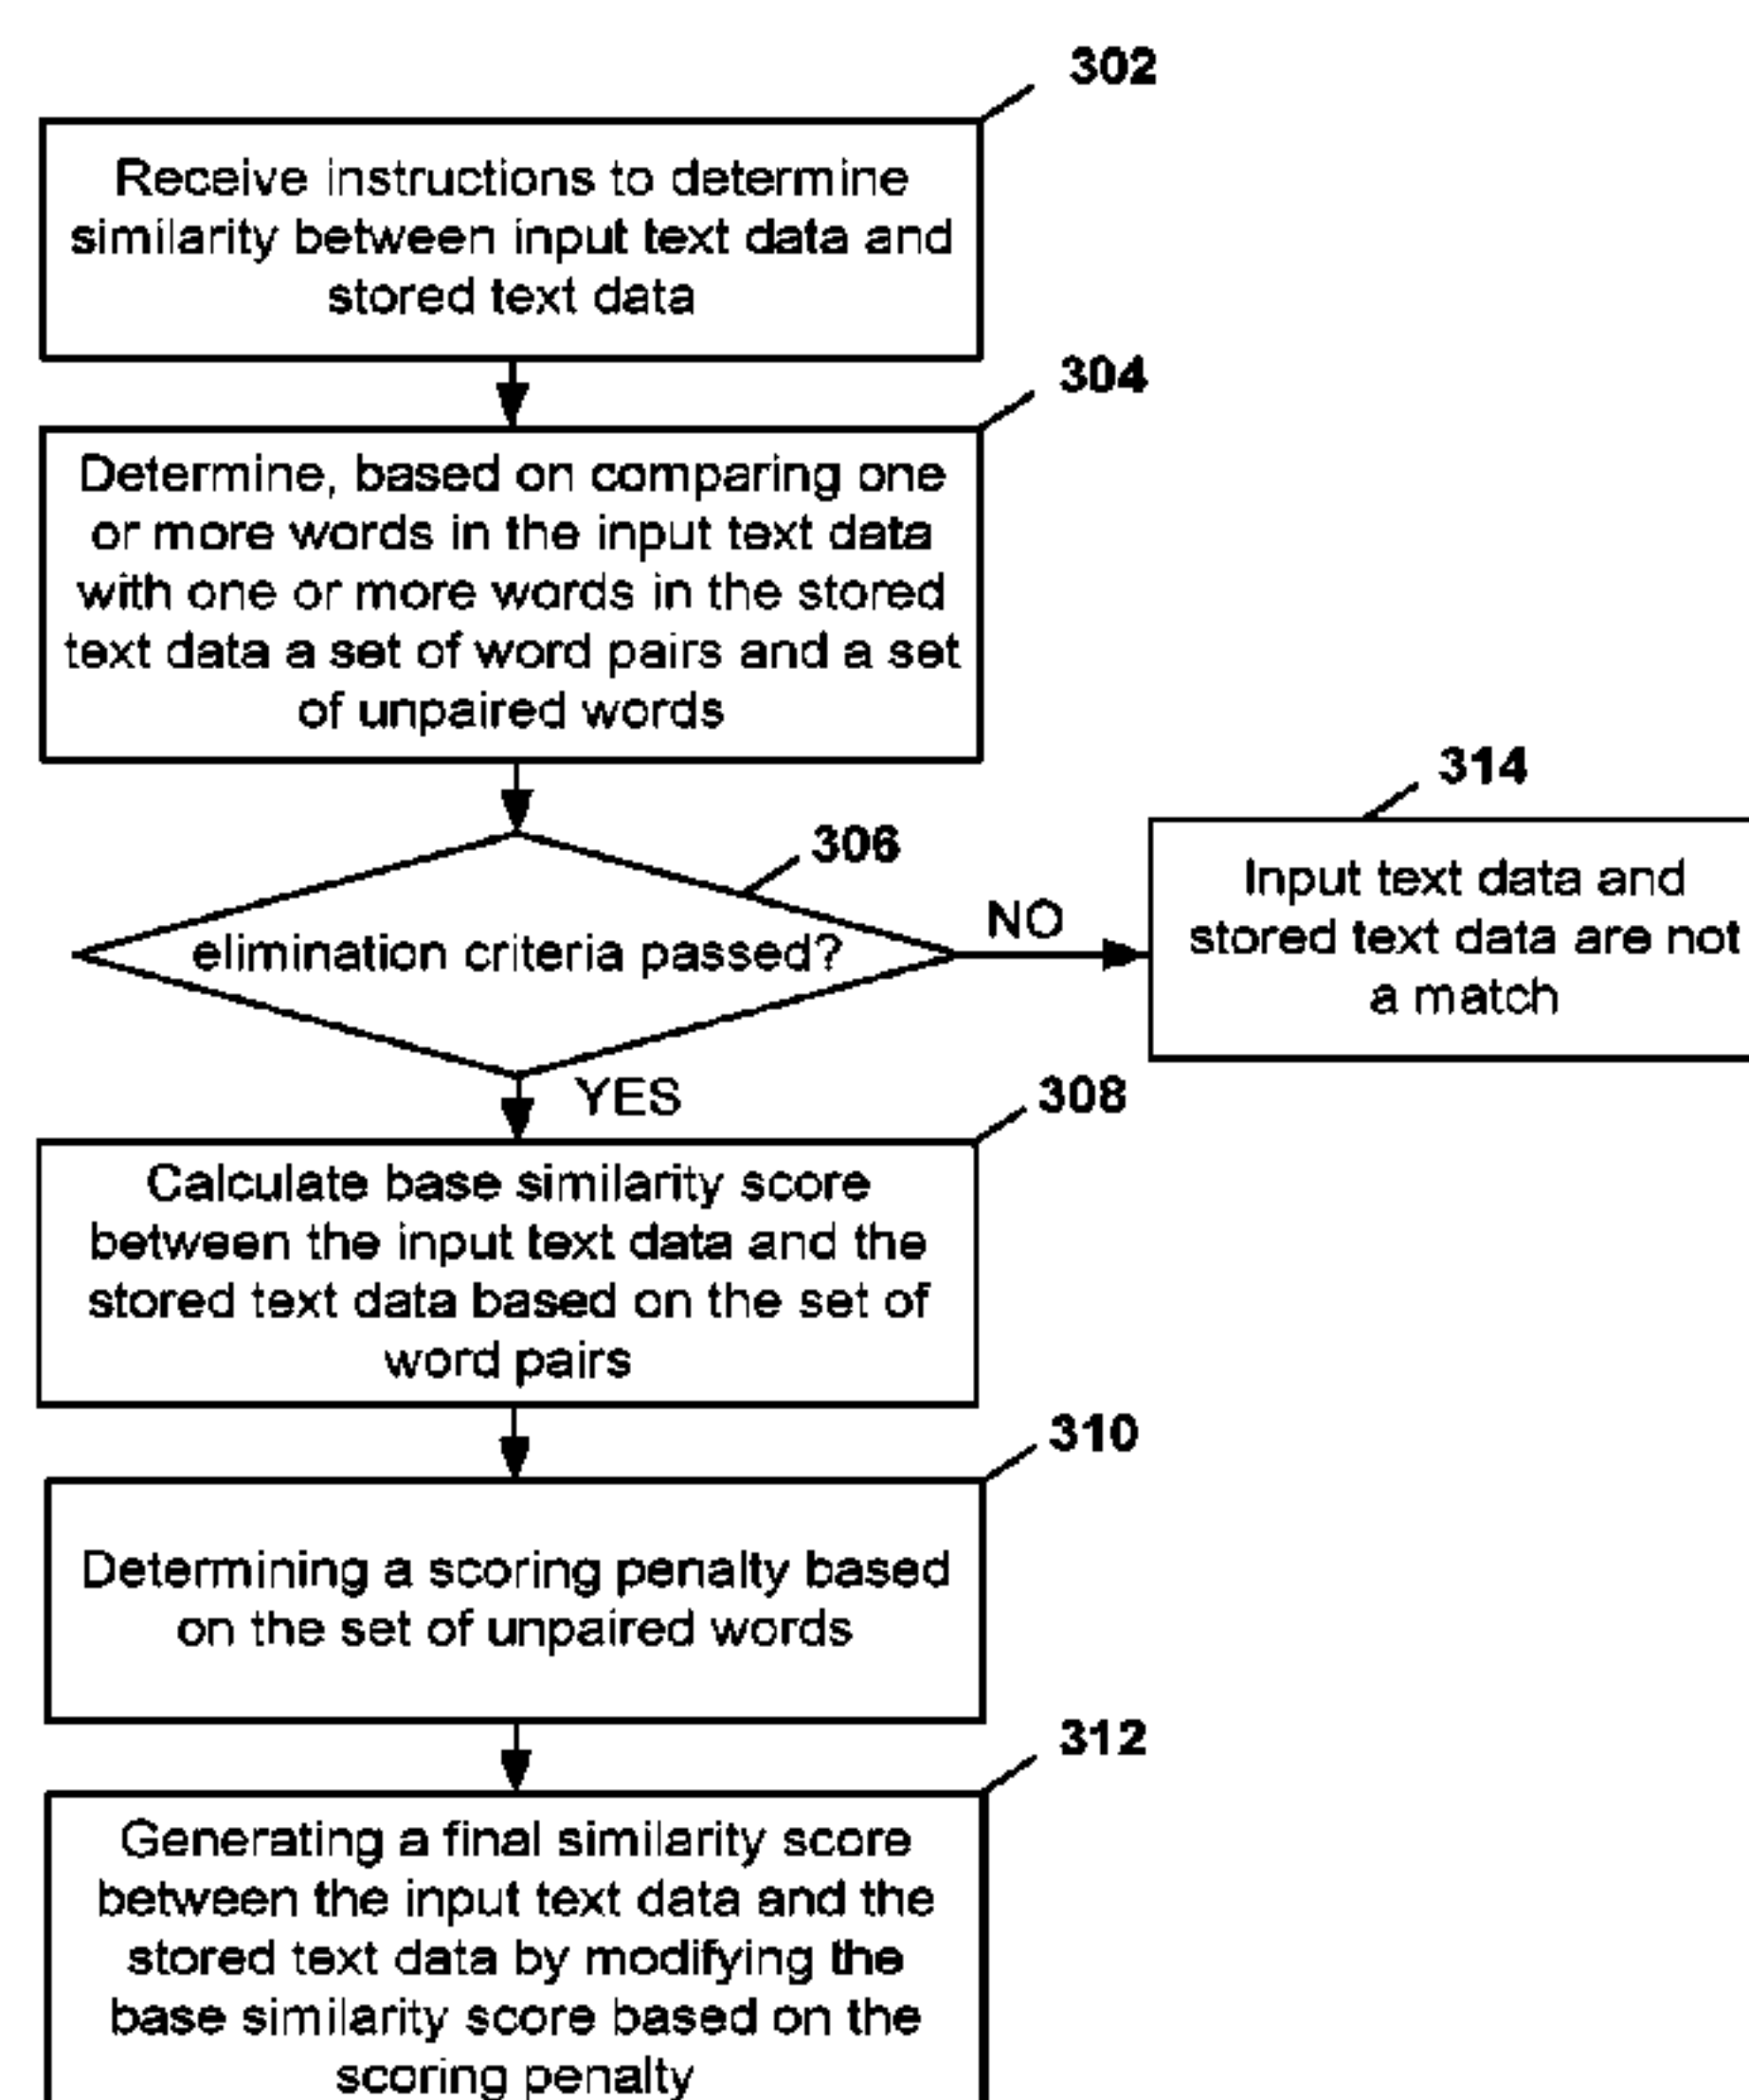 302
Receive instructions to determine
similarity between input text data and
stored text data
304
Determine, based on comparing one
or more words in the input text data
with one or more words in the stored
text data a set of word pairs and a set
of unpaired words
306
elimination criteria passed?
NO
314
Input text data and
stored text data are not
a match
YES
308
Calculate base similarity score
between the input text data and the
stored text data based on the set of
word pairs
310
Determining a scoring penalty based
on the set of unpaired words
312
Generating a final similarity score
between the input text data and the
stored text data by modifying the
base similarity score based on the
scoring penalty